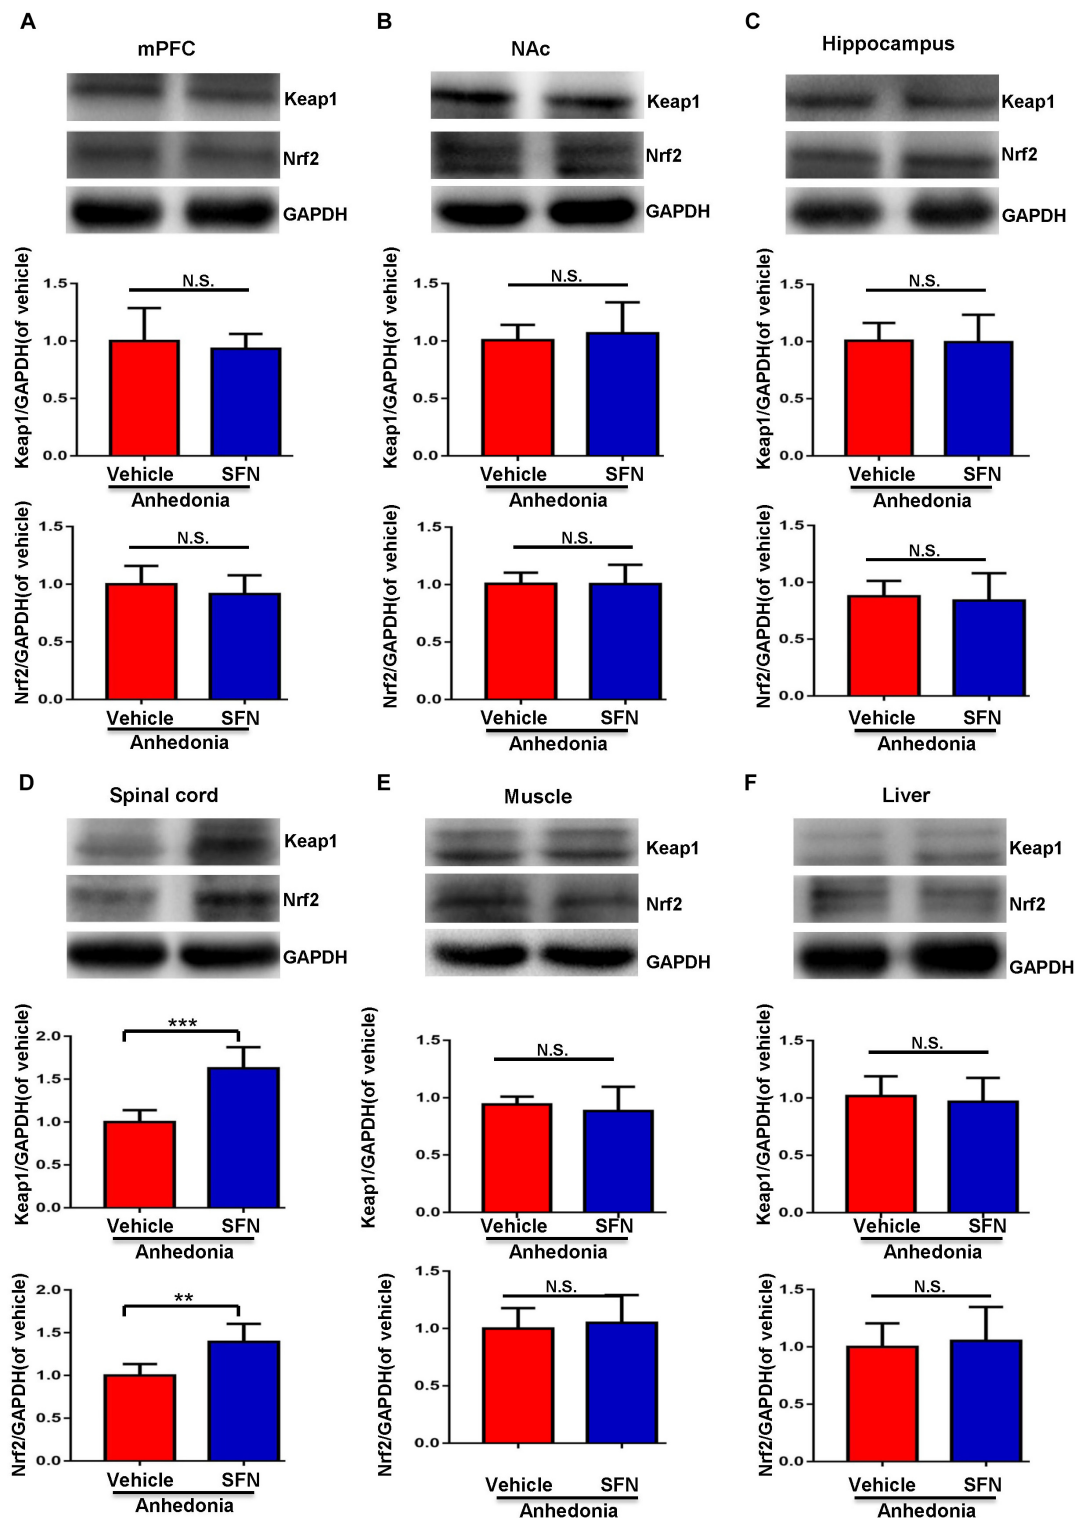 A
mPFC
Keap1
Nrf2
GAPDH
Keap1/GAPDH(of vehicle)
1.5
1.0
0.5
0.0
N.S.
Vehicle SFN
Anhedonia
Nrf2/GAPDH(of vehicle)
1.5
1.0
0.5
0.0
N.S.
Vehicle SFN
Anhedonia
B
NAc
Keap1
Nrf2
GAPDH
Keap1/GAPDH(of vehicle)
1.5
1.0
0.5
0.0
N.S.
Vehicle SFN
Anhedonia
Nrf2/GAPDH(of vehicle)
1.5
1.0
0.5
0.0
N.S.
Vehicle SFN
Anhedonia
C
Hippocampus
Keap1
Nrf2
GAPDH
Keap1/GAPDH(of vehicle)
1.5
1.0
0.5
0.0
N.S.
Vehicle SFN
Anhedonia
Nrf2/GAPDH(of vehicle)
1.5
1.0
0.5
0.0
N.S.
Vehicle SFN
Anhedonia
D
Spinal cord
Keap1
Nrf2
GAPDH
Keap1/GAPDH(of vehicle)
2.0
1.5
1.0
0.5
0.0
***
Vehicle SFN
Anhedonia
Nrf2/GAPDH(of vehicle)
2.0
1.5
1.0
0.5
0.0
**
Vehicle SFN
Anhedonia
E
Muscle
Keap1
Nrf2
GAPDH
Keap1/GAPDH(of vehicle)
1.5
1.0
0.5
0.0
N.S.
Vehicle SFN
Anhedonia
Nrf2/GAPDH(of vehicle)
1.5
1.0
0.5
0.0
N.S.
Vehicle SFN
Anhedonia
F
Liver
Keap1
Nrf2
GAPDH
Keap1/GAPDH(of vehicle)
1.5
1.0
0.5
0.0
N.S.
Vehicle SFN
Anhedonia
Nrf2/GAPDH(of vehicle)
1.5
1.0
0.5
0.0
N.S.
Vehicle SFN
Anhedonia